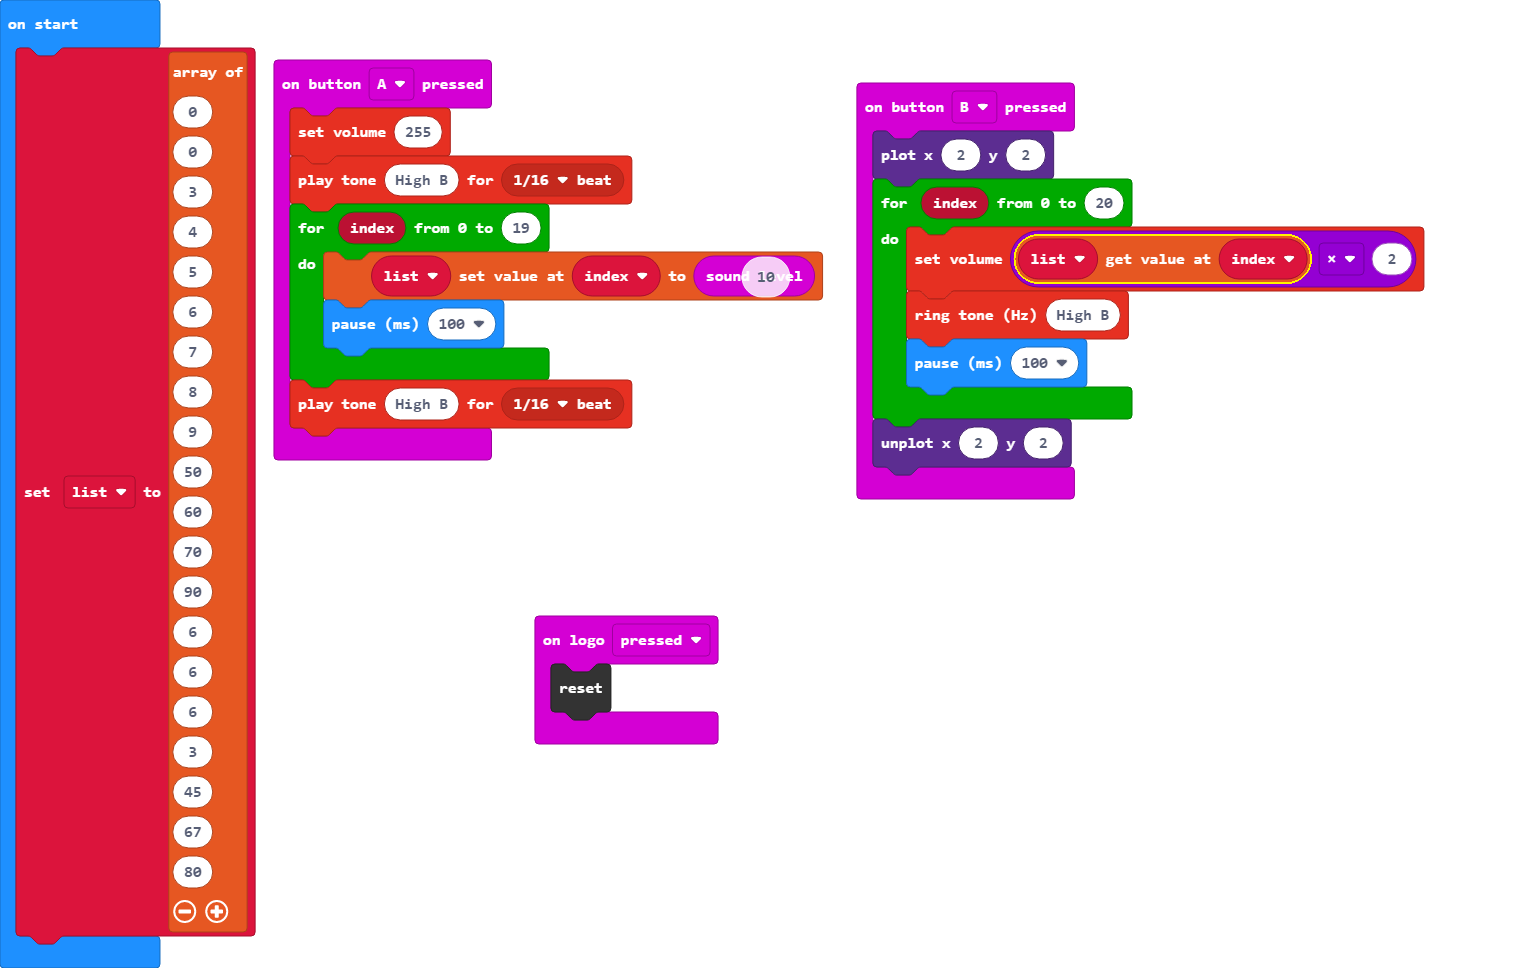 on start
set list to
array of
0
0
3
4
5
6
7
8
9
50
60
70
90
6
6
6
3
45
67
80
on button A pressed
set volume 255
play tone High B for 1/16 beat
for index from 0 to 19
do
list set value at index to sound level 10
pause (ms) 100
play tone High B for 1/16 beat
on button B pressed
plot x 2 y 2
for index from 0 to 20
do
set volume list get value at index × 2
ring tone (Hz) High B
pause (ms) 100
unplot x 2 y 2
on logo pressed
reset